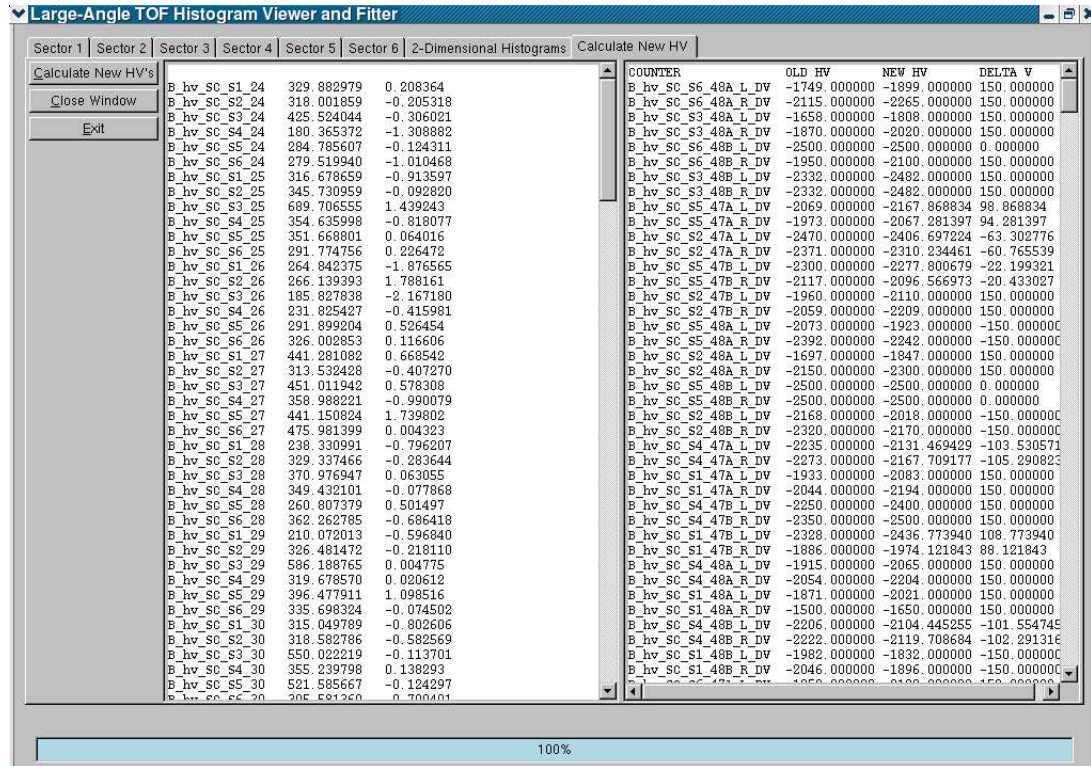 Large-Angle TOF Histogram Viewer and Fitter
Sector 1 Sector 2 Sector 3 Sector 4 Sector 5 Sector 6 2-Dimensional Histograms Calculate New HV
Calculate New HV's
Close Window
Exit
B_hv_SC_S1_24 329.882979 0.208364
B_hv_SC_S2_24 318.001859 -0.205318
B_hv_SC_S3_24 425.524044 -0.306021
B_hv_SC_S4_24 180.365372 -1.308882
B_hv_SC_S5_24 284.785607 -0.124311
B_hv_SC_S6_24 279.519940 -1.010468
B_hv_SC_S1_25 316.678659 -0.913597
B_hv_SC_S2_25 345.730959 -0.092820
B_hv_SC_S3_25 689.706555 1.439243
B_hv_SC_S4_25 354.635998 -0.818077
B_hv_SC_S5_25 351.668801 0.064016
B_hv_SC_S6_25 291.774756 0.226472
B_hv_SC_S1_26 264.842375 -1.876565
B_hv_SC_S2_26 266.139393 1.788161
B_hv_SC_S3_26 185.827838 -2.167180
B_hv_SC_S4_26 231.825427 -0.415981
B_hv_SC_S5_26 291.899204 0.526454
B_hv_SC_S6_26 326.002853 0.116606
B_hv_SC_S1_27 441.281082 0.668542
B_hv_SC_S2_27 313.532428 -0.407270
B_hv_SC_S3_27 451.011942 0.578308
B_hv_SC_S4_27 358.988221 -0.990079
B_hv_SC_S5_27 441.150824 1.739802
B_hv_SC_S6_27 475.981399 0.004323
B_hv_SC_S1_28 238.330991 -0.796207
B_hv_SC_S2_28 329.337466 -0.283644
B_hv_SC_S3_28 370.976947 0.063055
B_hv_SC_S4_28 349.432101 -0.077868
B_hv_SC_S5_28 260.807379 0.501497
B_hv_SC_S6_28 362.262785 -0.686418
B_hv_SC_S1_29 210.072013 -0.596840
B_hv_SC_S2_29 326.481472 -0.218110
B_hv_SC_S3_29 586.188765 0.004775
B_hv_SC_S4_29 319.678570 0.020612
B_hv_SC_S5_29 396.477911 1.098516
B_hv_SC_S6_29 335.698324 -0.074502
B_hv_SC_S1_30 315.049789 -0.802606
B_hv_SC_S2_30 318.582786 -0.582569
B_hv_SC_S3_30 550.022219 -0.113701
B_hv_SC_S4_30 355.239798 0.138293
B_hv_SC_S5_30 521.585667 -0.124297
COUNTER OLD HV NEW HV DELTA V
B_hv_SC_S6_48A_L_DV -1749.000000 -1899.000000 150.000000
B_hv_SC_S6_48A_R_DV -2115.000000 -2265.000000 150.000000
B_hv_SC_S3_48A_L_DV -1658.000000 -1808.000000 150.000000
B_hv_SC_S3_48A_R_DV -1870.000000 -2020.000000 150.000000
B_hv_SC_S6_48B_L_DV -2500.000000 -2500.000000 0.000000
B_hv_SC_S6_48B_R_DV -1950.000000 -2100.000000 150.000000
B_hv_SC_S3_48B_L_DV -2332.000000 -2482.000000 150.000000
B_hv_SC_S3_48B_R_DV -2332.000000 -2482.000000 150.000000
B_hv_SC_S5_47A_L_DV -2069.000000 -2167.868834 98.868834
B_hv_SC_S5_47A_R_DV -1973.000000 -2067.281397 94.281397
B_hv_SC_S2_47A_L_DV -2470.000000 -2406.697224 -63.302776
B_hv_SC_S2_47A_R_DV -2371.000000 -2310.234461 -60.765539
B_hv_SC_S5_47B_L_DV -2300.000000 -2277.800679 -22.199321
B_hv_SC_S5_47B_R_DV -2117.000000 -2096.566973 -20.433027
B_hv_SC_S2_47B_L_DV -1960.000000 -2110.000000 150.000000
B_hv_SC_S2_47B_R_DV -2059.000000 -2209.000000 150.000000
B_hv_SC_S5_48A_L_DV -2073.000000 -1923.000000 -150.000000
B_hv_SC_S5_48A_R_DV -2392.000000 -2242.000000 -150.000000
B_hv_SC_S2_48A_L_DV -1697.000000 -1847.000000 150.000000
B_hv_SC_S2_48A_R_DV -2150.000000 -2300.000000 150.000000
B_hv_SC_S5_48B_L_DV -2500.000000 -2500.000000 0.000000
B_hv_SC_S5_48B_R_DV -2500.000000 -2500.000000 0.000000
B_hv_SC_S2_48B_L_DV -2168.000000 -2018.000000 -150.000000
B_hv_SC_S2_48B_R_DV -2320.000000 -2170.000000 -150.000000
B_hv_SC_S4_47A_L_DV -2235.000000 -2131.469429 -103.530571
B_hv_SC_S4_47A_R_DV -2273.000000 -2167.709177 -105.290823
B_hv_SC_S1_47A_L_DV -1933.000000 -2083.000000 150.000000
B_hv_SC_S1_47A_R_DV -2044.000000 -2194.000000 150.000000
B_hv_SC_S4_47B_L_DV -2250.000000 -2400.000000 150.000000
B_hv_SC_S4_47B_R_DV -2350.000000 -2500.000000 150.000000
B_hv_SC_S1_47B_L_DV -2328.000000 -2436.773940 108.773940
B_hv_SC_S1_47B_R_DV -1886.000000 -1974.121843 88.121843
B_hv_SC_S4_48A_L_DV -1915.000000 -2065.000000 150.000000
B_hv_SC_S4_48A_R_DV -2054.000000 -2204.000000 150.000000
B_hv_SC_S1_48A_L_DV -1871.000000 -2021.000000 150.000000
B_hv_SC_S1_48A_R_DV -1500.000000 -1650.000000 150.000000
B_hv_SC_S4_48B_L_DV -2206.000000 -2104.445255 -101.554745
B_hv_SC_S4_48B_R_DV -2222.000000 -2119.708684 -102.291316
B_hv_SC_S1_48B_L_DV -1982.000000 -1832.000000 -150.000000
B_hv_SC_S1_48B_R_DV -2046.000000 -1896.000000 -150.000000
100%